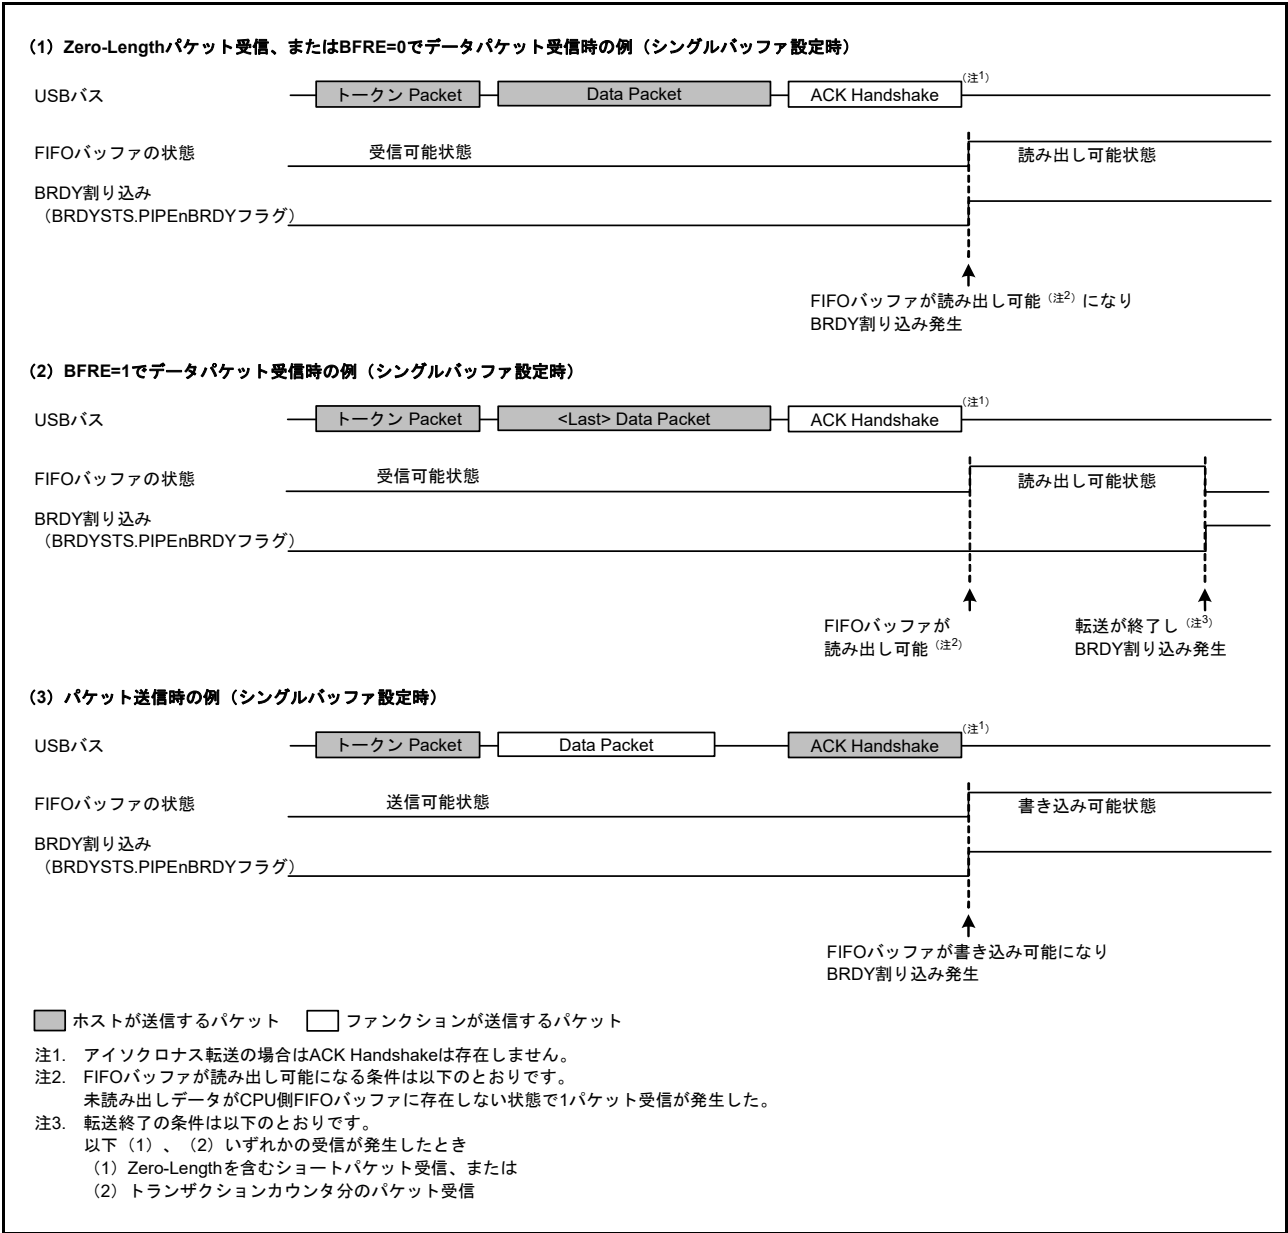 （1）Zero-Lengthパケット受信、またはBFRE=0でデータパケット受信時の例（シングルバッファ設定時）
USBバス
トークン Packet
Data Packet
ACK Handshake
（注1）
FIFOバッファの状態
受信可能状態
読み出し可能状態
BRDY割り込み
（BRDYSTS.PIPEnBRDYフラグ）
FIFOバッファが読み出し可能（注2）になり
BRDY割り込み発生
（2）BFRE=1でデータパケット受信時の例（シングルバッファ設定時）
USBバス
トークン Packet
<Last> Data Packet
ACK Handshake
（注1）
FIFOバッファの状態
受信可能状態
読み出し可能状態
BRDY割り込み
（BRDYSTS.PIPEnBRDYフラグ）
FIFOバッファが
読み出し可能（注2）
転送が終了し（注3）
BRDY割り込み発生
（3）パケット送信時の例（シングルバッファ設定時）
USBバス
トークン Packet
Data Packet
ACK Handshake
（注1）
FIFOバッファの状態
送信可能状態
書き込み可能状態
BRDY割り込み
（BRDYSTS.PIPEnBRDYフラグ）
FIFOバッファが書き込み可能になり
BRDY割り込み発生
ホストが送信するパケット
ファンクションが送信するパケット
注1. アイソクロナス転送の場合はACK Handshakeは存在しません。
注2. FIFOバッファが読み出し可能になる条件は以下のとおりです。
未読み出しデータがCPU側FIFOバッファに存在しない状態で1パケット受信が発生した。
注3. 転送終了の条件は以下のとおりです。
以下（1）、（2）いずれかの受信が発生したとき
（1）Zero-Lengthを含むショートパケット受信、または
（2）トランザクションカウンタ分のパケット受信